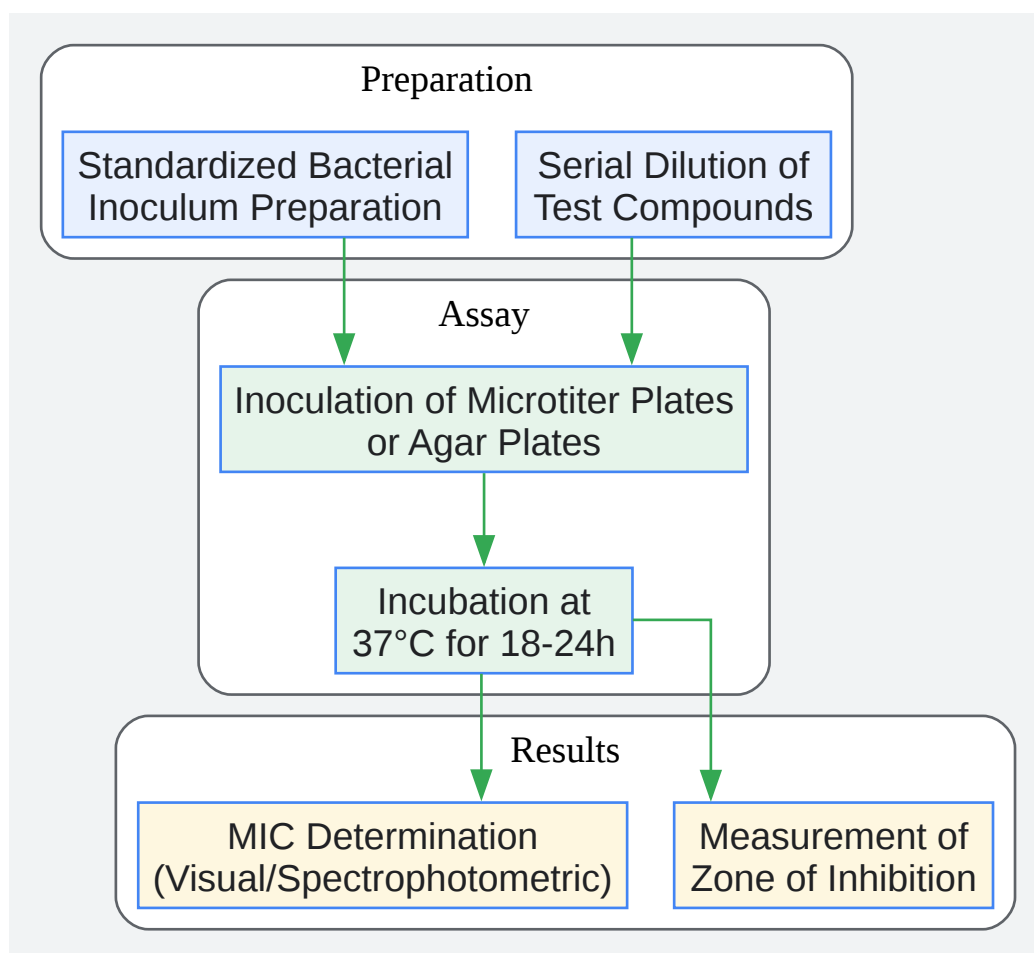 Preparation
Standardized Bacterial
Inoculum Preparation
Serial Dilution of
Test Compounds
Assay
Inoculation of Microtiter Plates
or Agar Plates
Incubation at
37°C for 18-24h
Results
MIC Determination
(Visual/Spectrophotometric)
Measurement of
Zone of Inhibition